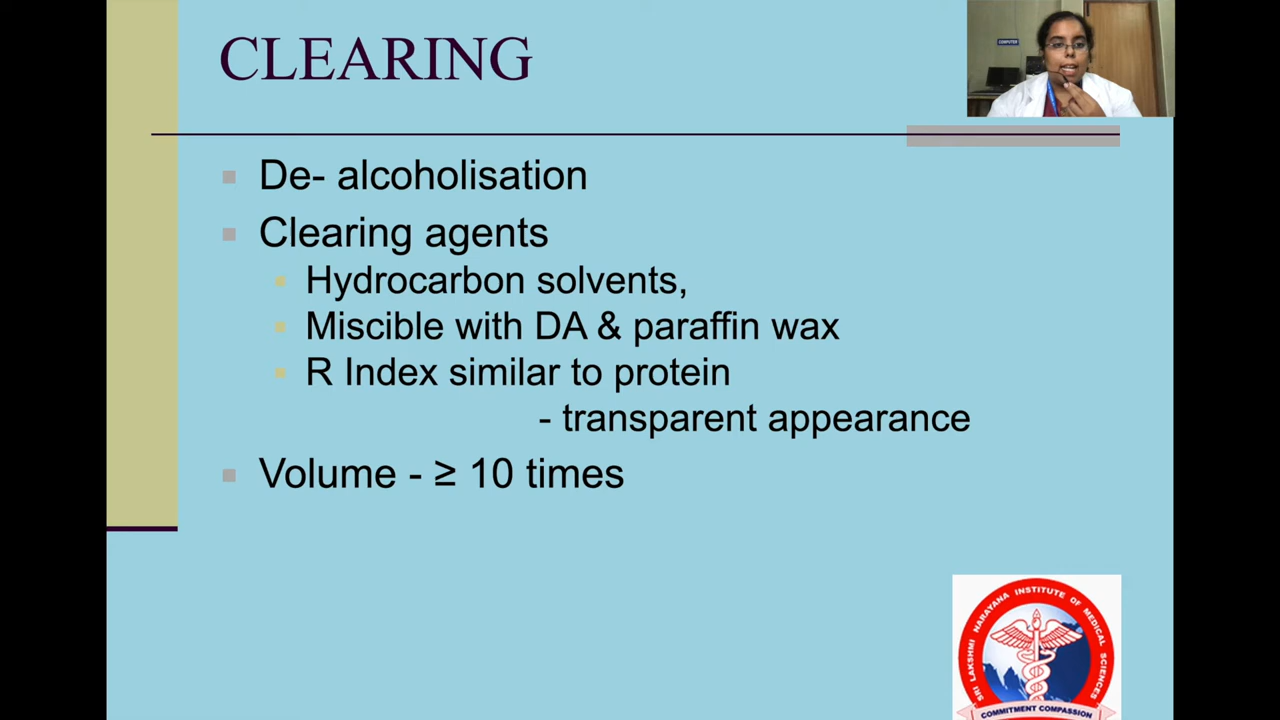 CLEARING
COMPUTER
De- alcoholisation
Clearing agents
Hydrocarbon solvents,
Miscible with DA & paraffin wax
R Index similar to protein
- transparent appearance
Volume - ≥ 10 times
SRI LAKSHMI NARAYANA INSTITUTE OF MEDICAL SCIENCES
COMMITMENT COMPASSION